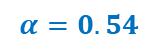 α = 0.54